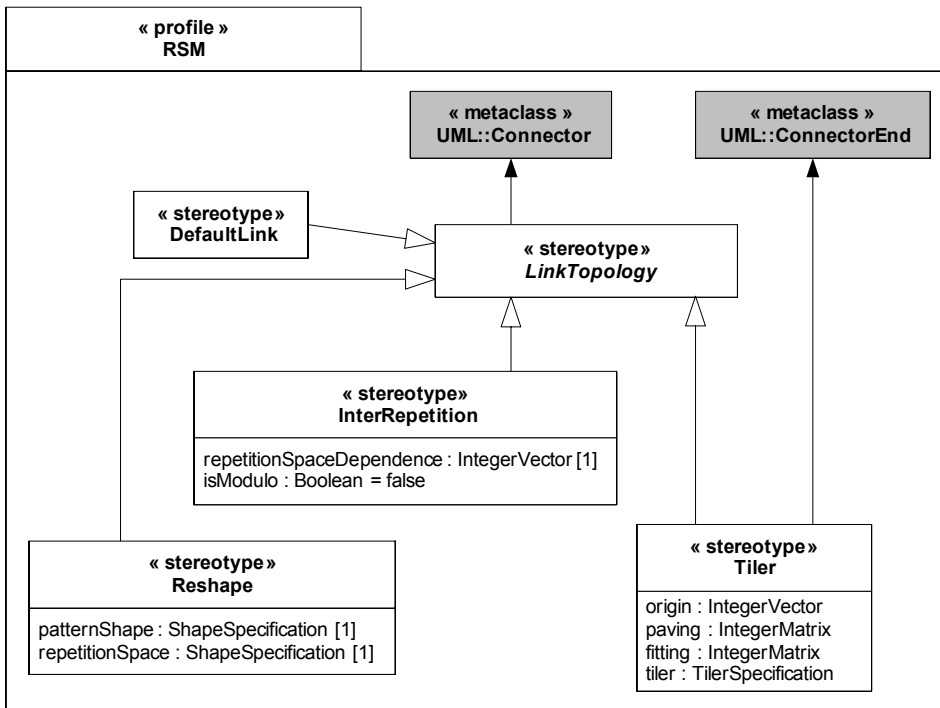 « profile »
RSM
« metaclass »
UML::Connector
« metaclass »
UML::ConnectorEnd
« stereotype»
DefaultLink
« stereotype»
LinkTopology
« stereotype»
InterRepetition
repetitionSpaceDependence : IntegerVector [1]
isModulo : Boolean = false
« stereotype»
Reshape
patternShape : ShapeSpecification [1]
repetitionSpace : ShapeSpecification [1]
« stereotype»
Tiler
origin : IntegerVector
paving : IntegerMatrix
fitting : IntegerMatrix
tiler : TilerSpecification